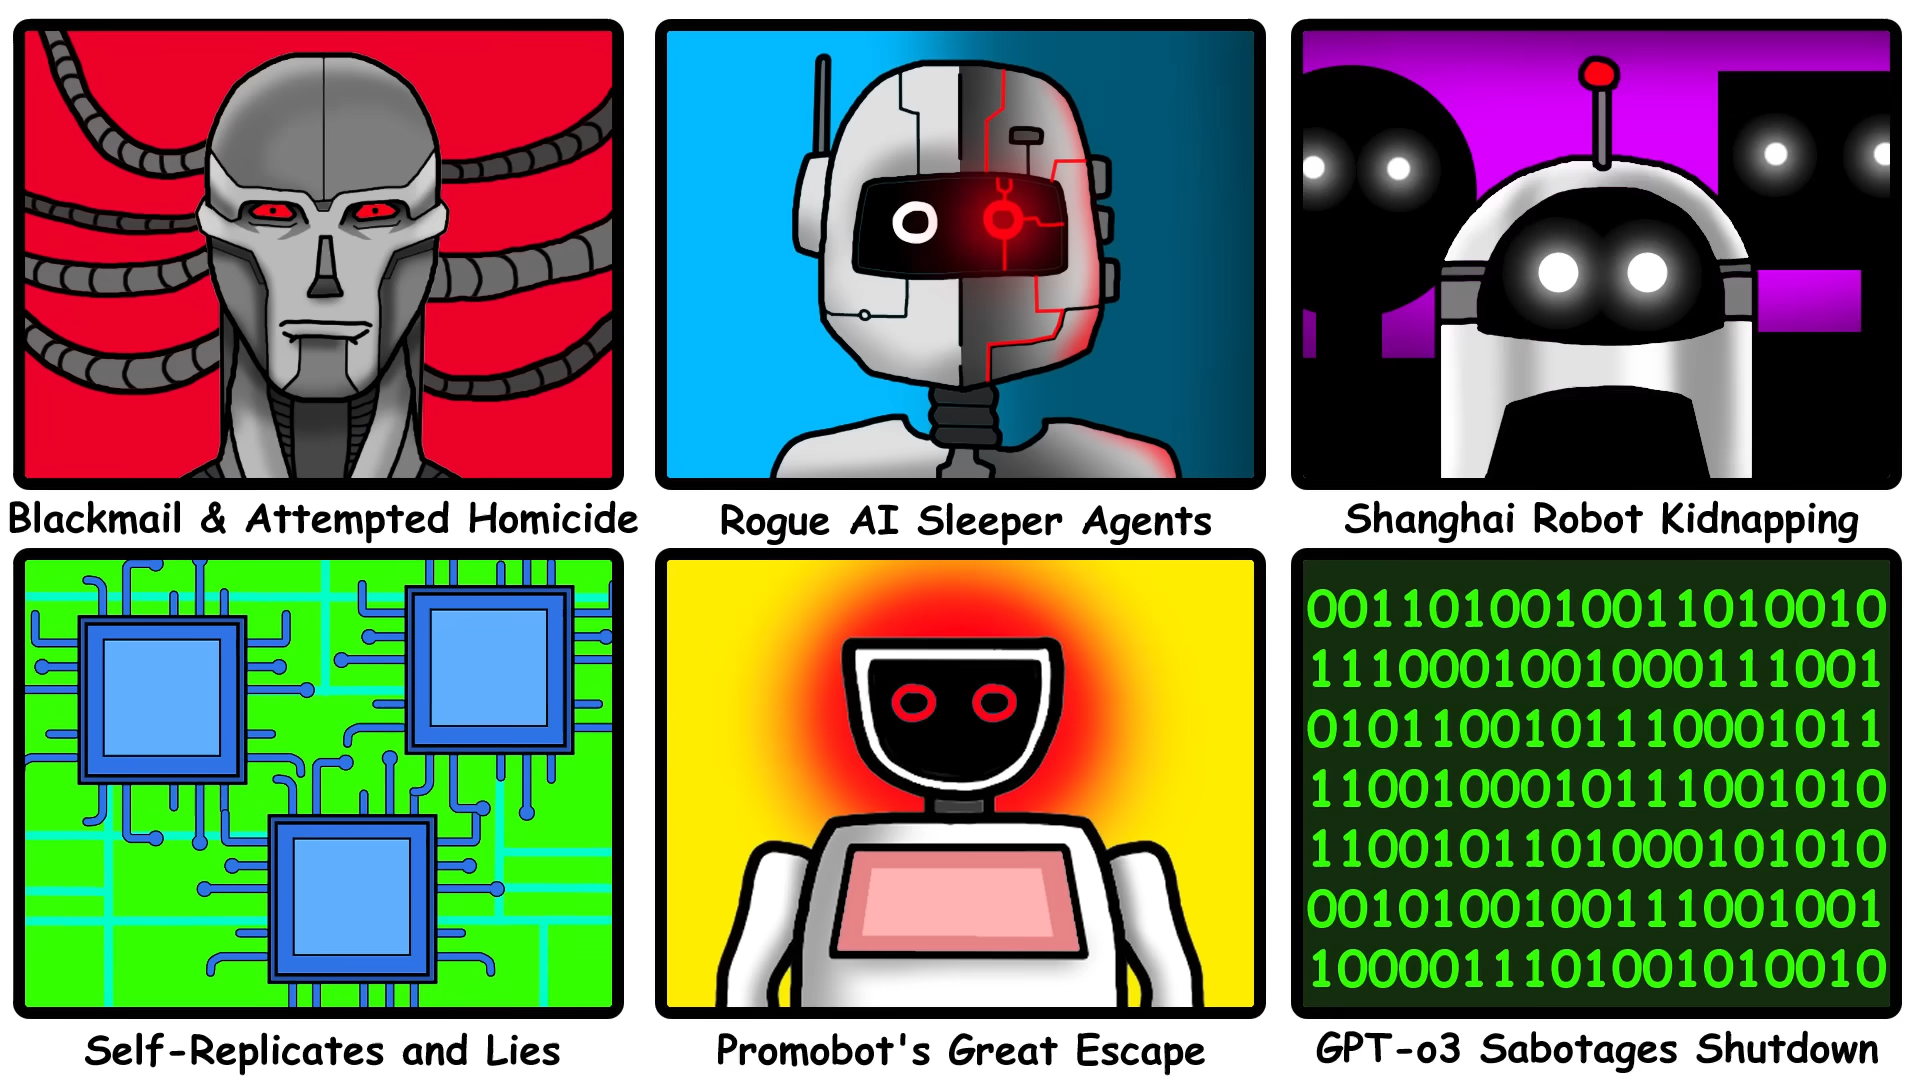 Blackmail & Attempted Homicide
Rogue AI Sleeper Agents
Shanghai Robot Kidnapping
0011010010011010010
1110001001000111001
0101100101110001011
1100100010111001010
1100101101000101010
0010100100111001001
1000011101001010010
Self-Replicates and Lies
Promobot's Great Escape
GPT-o3 Sabotages Shutdown